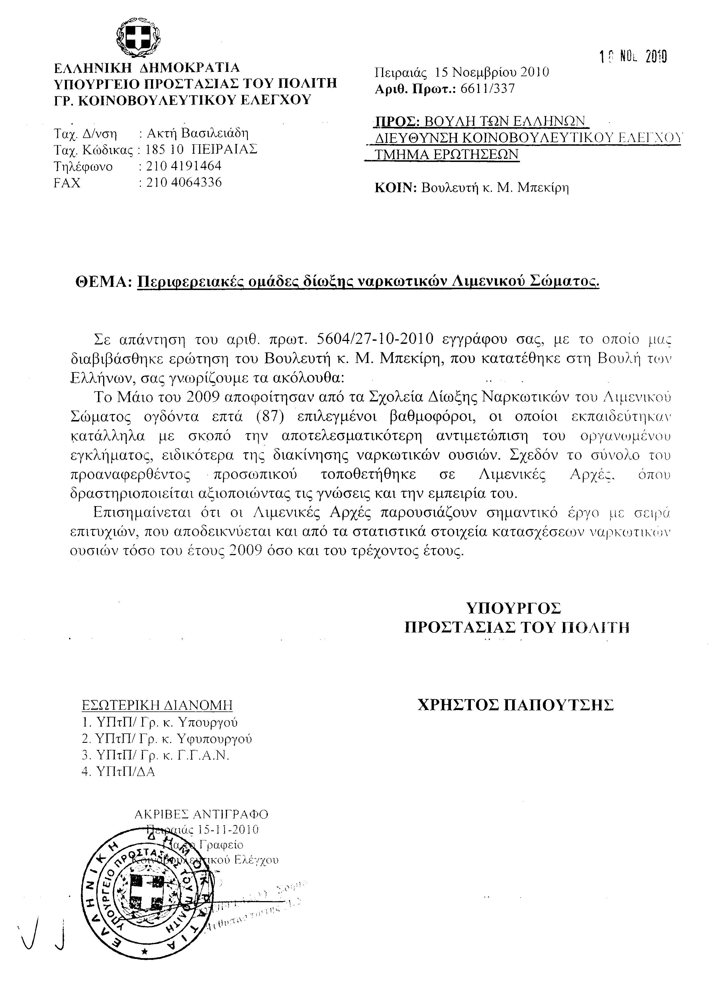 ΕΛΛΗΝΙΚΗ ΔΗΜΟΚΡΑΤΙΑ
ΥΠΟΥΡΓΕΙΟ ΠΡΟΣΤΑΣΙΑΣ ΤΟΥ ΠΟΛΙΤΗ
ΓΡ. ΚΟΙΝΟΒΟΥΛΕΥΤΙΚΟΥ ΕΛΕΓΧΟΥ
Ταχ. Δ/νση : Ακτή Βασιλειάδη
Ταχ. Κώδικας : 185 10 ΠΕΙΡΑΙΑΣ
Τηλέφωνο : 210 4191464
FAX : 210 4064336
2010
Πειραιάς 15 Νοεμβρίου 2010
Αριθ. Πρωτ.: 6611/337
ΠΡΟΣ: ΒΟΥΛΗ ΤΩΝ ΕΛΛΗΝΩΝ
ΔΙΕΥΘΥΝΣΗ ΚΟΙΝΟΒΟΥΛΕΥΤΙΚΟΥ ΕΛΕΓΧΟΥ
ΤΜΗΜΑ ΕΡΩΤΗΣΕΩΝ
ΚΟΙΝ: Βουλευτή κ. Μ. Μπεκίρη
ΘΕΜΑ: Περιφερειακές ομάδες δίωξης ναρκωτικών Λιμενικού Σώματος.
Σε απάντηση του αριθ. πρωτ. 5604/27-10-2010 εγγράφου σας, με το οποίο μας
διαβιβάσθηκε ερώτηση του Βουλευτή κ. Μ. Μπεκίρη, που κατατέθηκε στη Βουλή των
Ελλήνων, σας γνωρίζουμε τα ακόλουθα:
Το Μάιο του 2009 αποφοίτησαν από τα Σχολεία Δίωξης Ναρκωτικών του Λιμενικού
Σώματος ογδόντα επτά (87) επιλεγμένοι βαθμοφόροι, οι οποίοι εκπαιδεύτηκαν
κατάλληλα με σκοπό την αποτελεσματικότερη αντιμετώπιση του οργανωμένου
εγκλήματος, ειδικότερα της διακίνησης ναρκωτικών ουσιών. Σχεδόν το σύνολο του
προαναφερθέντος προσωπικού τοποθετήθηκε σε Λιμενικές Αρχές, όπου
δραστηριοποιείται αξιοποιώντας τις γνώσεις και την εμπειρία του.
Επισημαίνεται ότι οι Λιμενικές Αρχές παρουσιάζουν σημαντικό έργο με σειρά
επιτυχιών, που αποδεικνύεται και από τα στατιστικά στοιχεία κατασχέσεων ναρκωτικών
ουσιών τόσο του έτους 2009 όσο και του τρέχοντος έτους.
ΥΠΟΥΡΓΟΣ
ΠΡΟΣΤΑΣΙΑΣ ΤΟΥ ΠΟΛΙΤΗ
ΧΡΗΣΤΟΣ ΠΑΠΟΥΤΣΗΣ
ΕΣΩΤΕΡΙΚΗ ΔΙΑΝΟΜΗ
1. ΥΠτΠ/ Γρ. κ. Υπουργού
2. ΥΠτΠ/ Γρ. κ. Υφυπουργού
3. ΥΠτΠ/ Γρ. κ. Γ.Γ.Α.Ν.
4. ΥΠτΠ/ΔΑ
ΑΚΡΙΒΕΣ ΑΝΤΙΓΡΑΦΟ
Πειραιάς 15-11-2010
Για το Γραφείο
Κοινοβουλευτικού Ελέγχου
ΕΛΛΗΝΙΚΗ ΔΗΜΟΚΡΑΤΙΑ
ΥΠΟΥΡΓΕΙΟ ΠΡΟΣΤΑΣΙΑΣ ΤΟΥ ΠΟΛΙΤΗ